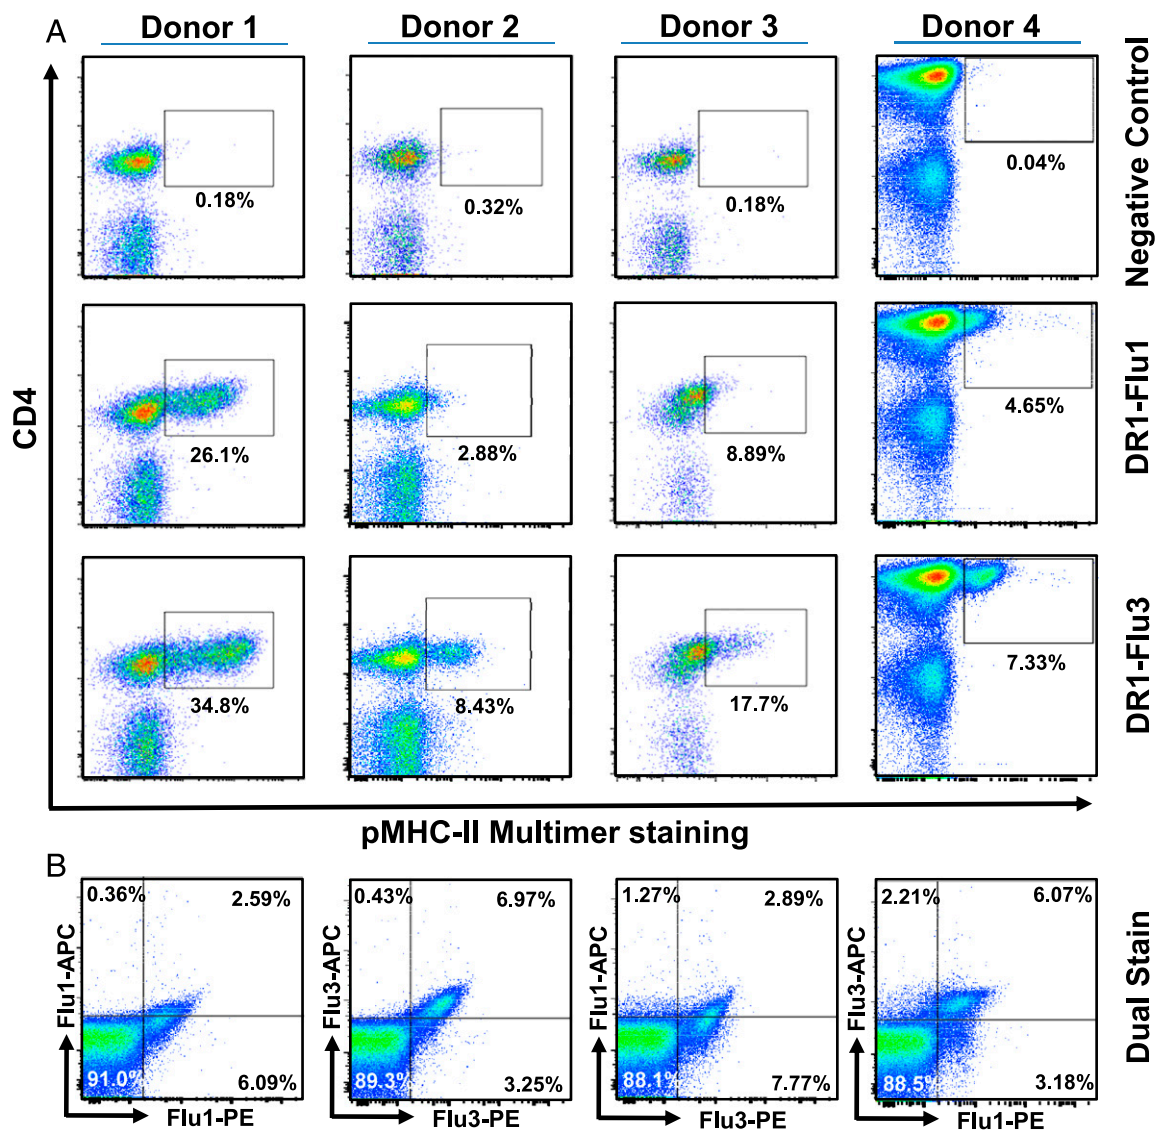 A
Donor 1
Donor 2
Donor 3
Donor 4
0.18%
0.32%
0.18%
0.04%
Negative Control
26.1%
2.88%
8.89%
4.65%
DR1-Flu1
CD4
34.8%
8.43%
17.7%
7.33%
DR1-Flu3
pMHC-II Multimer staining
B
0.36%
2.59%
91.0%
6.09%
Flu1-APC
Flu1-PE
0.43%
6.97%
89.3%
3.25%
Flu3-APC
Flu3-PE
1.27%
2.89%
88.1%
7.77%
Flu1-APC
Flu3-PE
2.21%
6.07%
88.5%
3.18%
Flu3-APC
Flu1-PE
Dual Stain